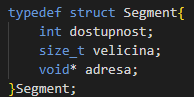 typedef struct Segment{
    int dostupnost;
    size_t velicina;
    void* adresa;
}Segment;